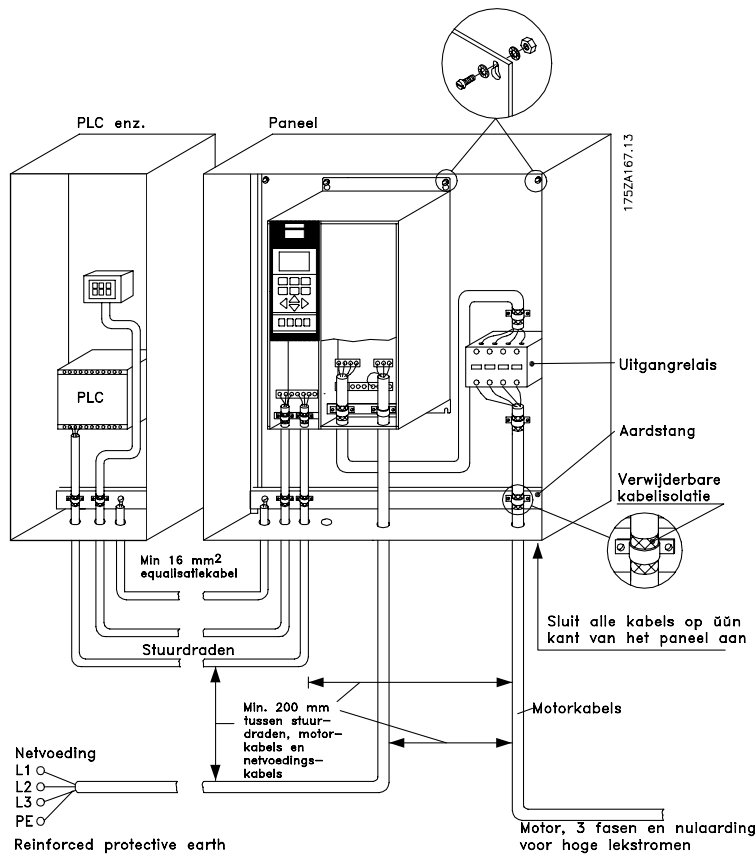 PLC enz.
Paneel
175ZA167.13
PLC
Uitgangrelais
Aardstang
Verwijderbare
kabelisolatie
Min 16 mm2
equalisatiekabel
Stuurdraden
Sluit alle kabels op üün
kant van het paneel aan
Min. 200 mm
tussen stuur-
draden, motor-
kabels en
netvoedings-
kabels
Motorkabels
Netvoeding
L1
L2
L3
PE
Reinforced protective earth
Motor, 3 fasen en nulaarding
voor hoge lekstromen